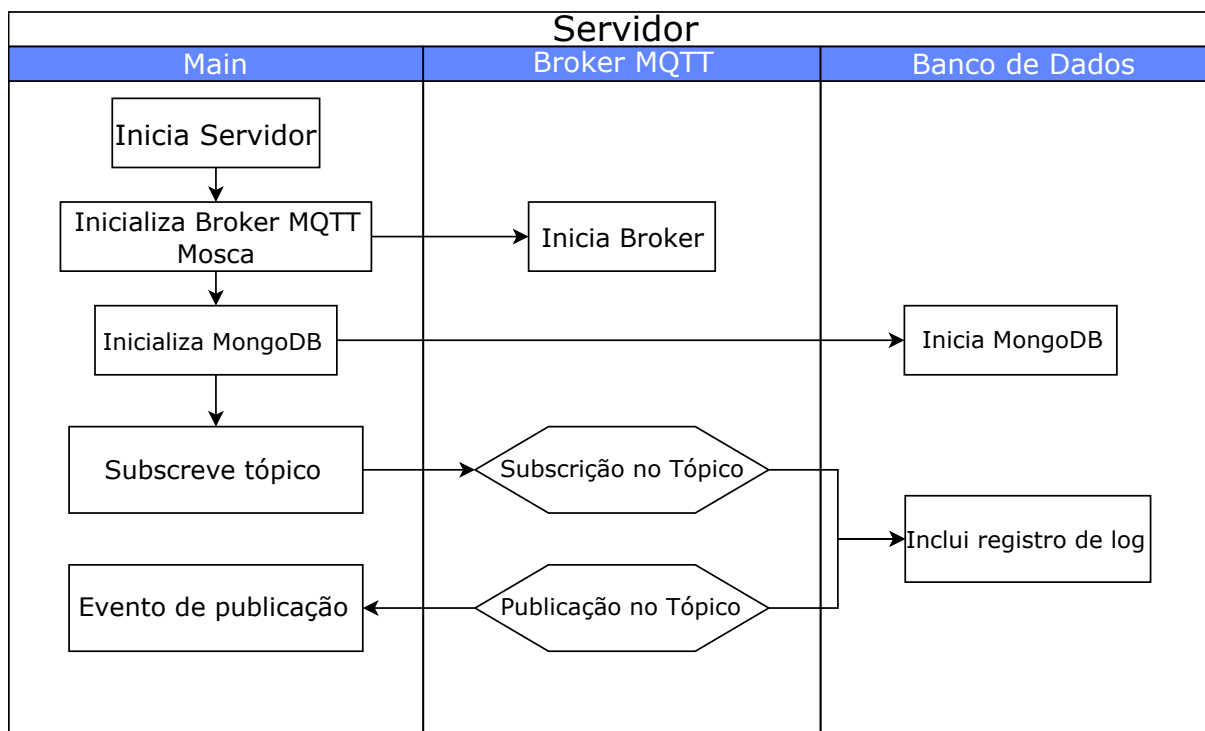 Servidor
Main
Broker MQTT
Banco de Dados
Inicia Servidor
Inicializa Broker MQTT
Mosca
Inicia Broker
Inicializa MongoDB
Inicia MongoDB
Subscreve tópico
Subscrição no Tópico
Inclui registro de log
Evento de publicação
Publicação no Tópico